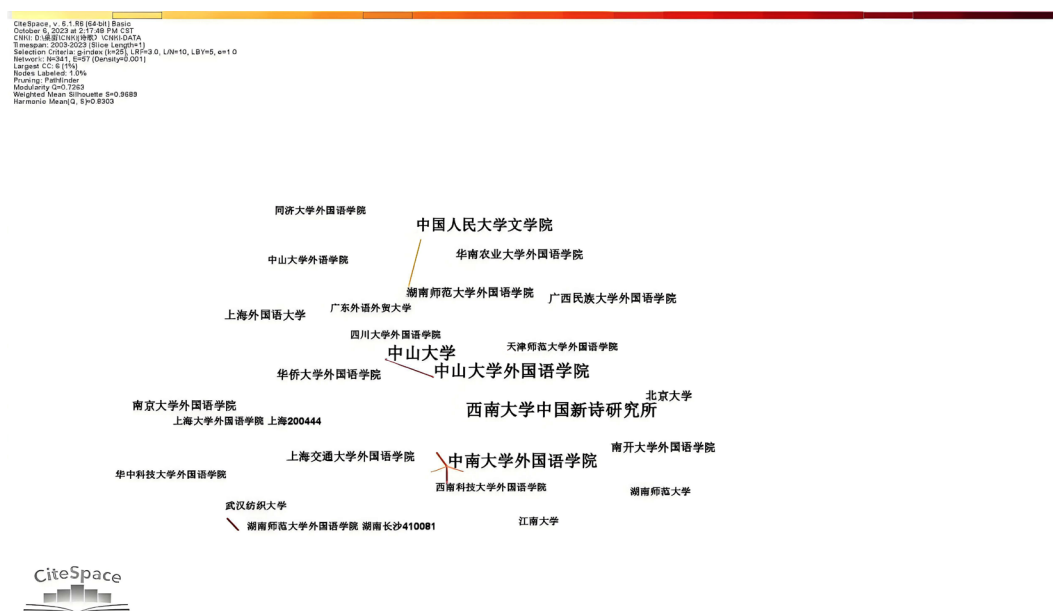 CiteSpace, v. 6.1.R6 (64-bit) Basic
October 6, 2023 at 2:17:49 PM CST
Timespan: 2003-2023 (Slice Length=1)
Selection Criteria: g-index (k=25), LRF=3.0, L/N=10, LBY=5, e=1.0
Network: N=341, E=57 (Density=0.001)
Largest CC: 6 (1%)
Nodes Labeled: 1.0%
Pruning: Pathfinder
Modularity Q=0.7263
Weighted Mean Silhouette S=0.9689
Harmonic Mean(Q, S)=0.8303
同济大学外国语学院
中国人民大学文学院
华南农业大学外国语学院
中山大学外语学院
湖南师范大学外国语学院
广西民族大学外国语学院
广东外语外贸大学
上海外国语大学
四川大学外国语学院
天津师范大学外国语学院
中山大学
中山大学外国语学院
华侨大学外国语学院
北京大学
南京大学外国语学院
西南大学中国新诗研究所
上海大学外国语学院 上海200444
南开大学外国语学院
上海交通大学外国语学院
中南大学外国语学院
华中科技大学外国语学院
西南科技大学外国语学院
湖南师范大学
武汉纺织大学
江南大学
湖南师范大学外国语学院 湖南长沙410081
CiteSpace